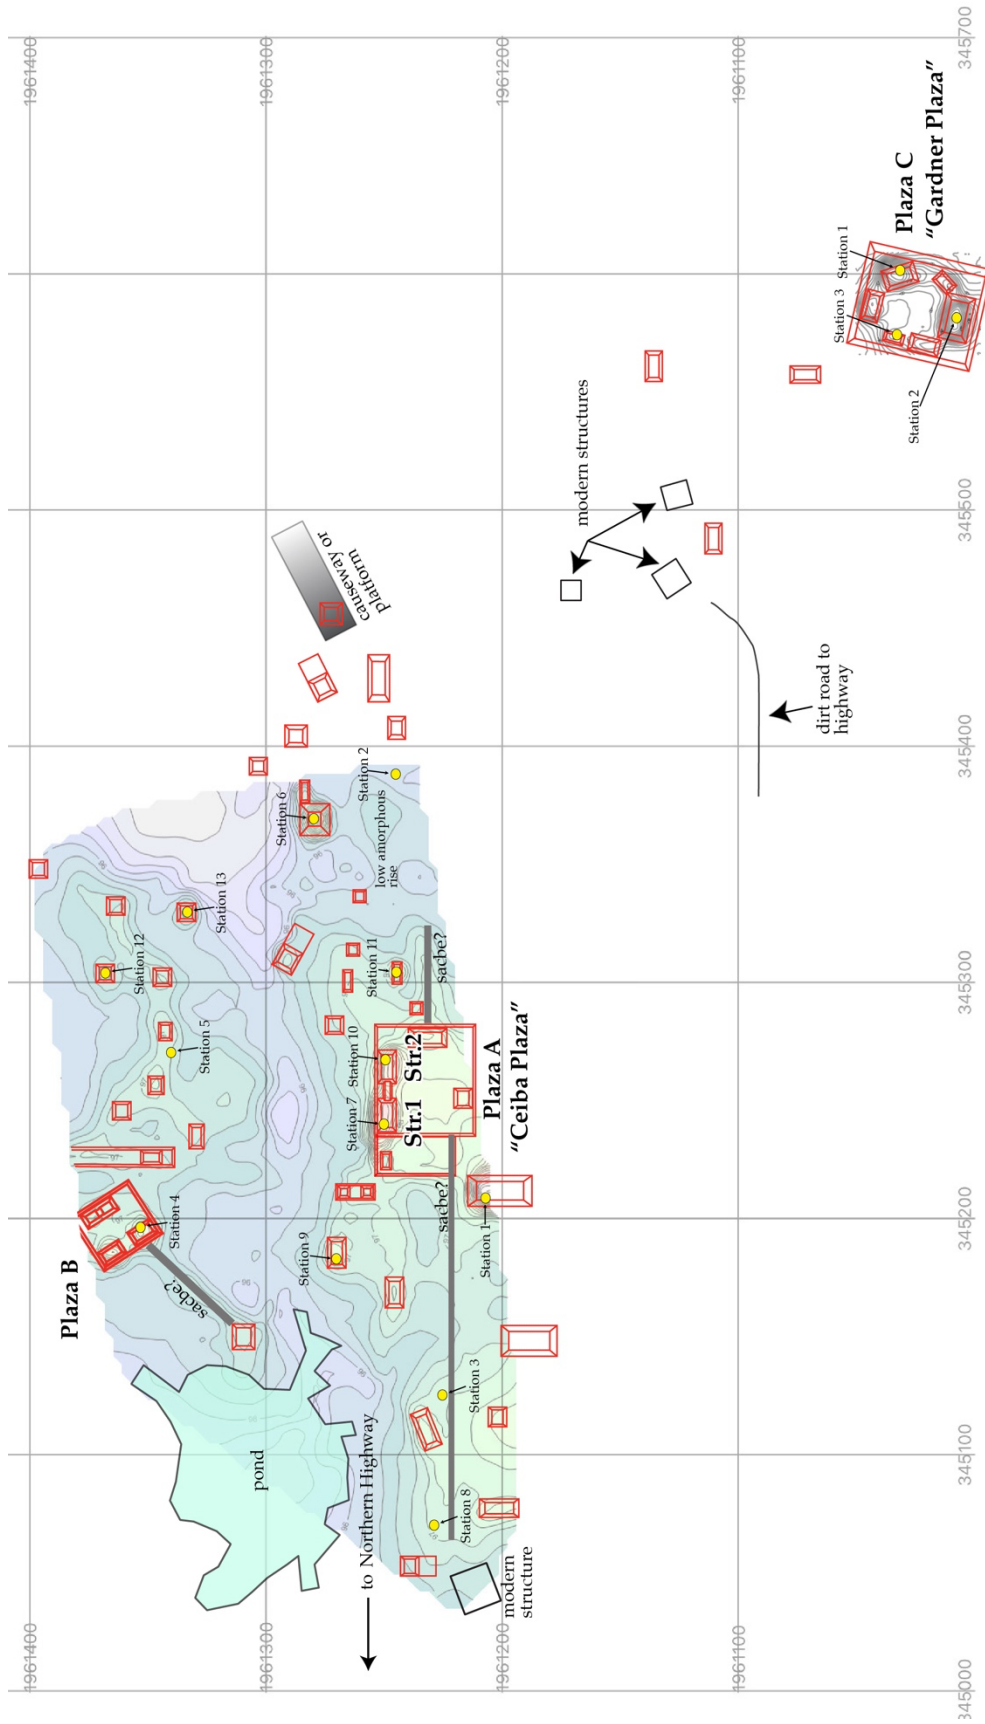 1961400
1961400
Plaza B
Station 12
Station 4
Station 5
Station 13
sacbe?
pond
1961300
1961300
Station 6
causeway or
platform
Station 9
Station 7
Station 10
Station 2
to Northern Highway
Station 11
low amorphous
rise
Str.1
Str.2
sacbe?
sacbe?
Station 8
Station 3
Station 1
Plaza A
"Ceiba Plaza"
modern
structure
1961200
1961200
modern structures
1961100
1961100
dirt road to
highway
Station 3
Station 1
Station 2
Plaza C
"Gardner Plaza"
345000
345100
345200
345300
345400
345500
345700